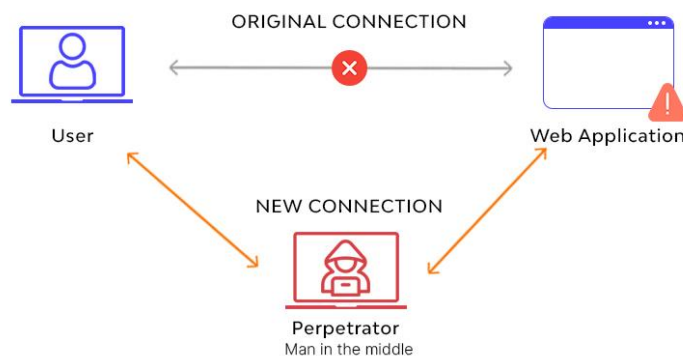 ORIGINAL CONNECTION
User
Web Application
NEW CONNECTION
Perpetrator
Man in the middle